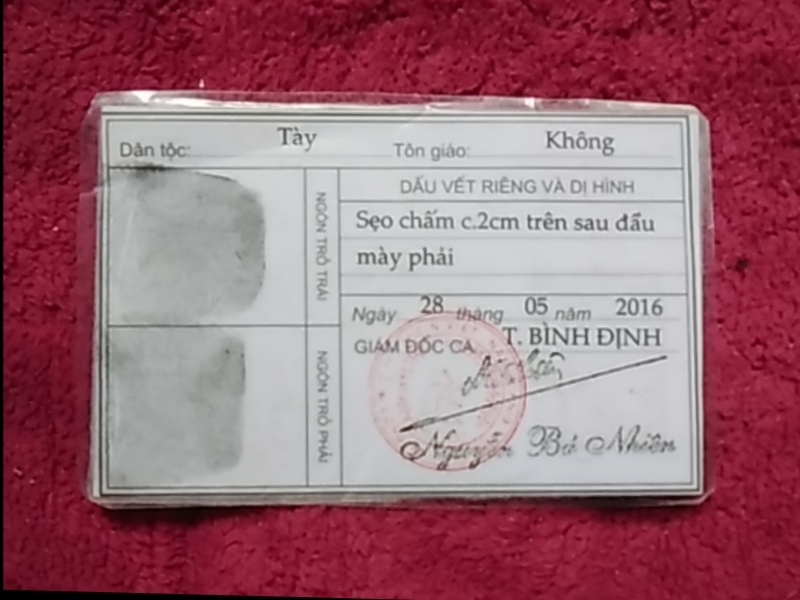 Dân tộc: Tày Tôn giáo: Không
NGÓN TRỎ TRÁI
NGÓN TRỎ PHẢI
DẤU VẾT RIÊNG VÀ DỊ HÌNH
Sẹo chấm c.2cm trên sau đầu
mày phải
Ngày 28 tháng 05 năm 2016
GIÁM ĐỐC CA T. BÌNH ĐỊNH
Nguyễn Bá Nhiên